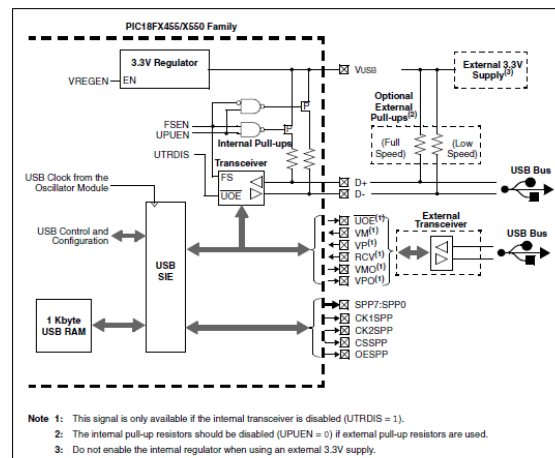 PIC18FX455/X550 Family
3.3V Regulator
VREGEN
EN
VUSB
External 3.3V
Supply(3)
P
P
FSEN
UPUEN
Internal Pull-ups
Optional
External
Pull-ups(2)
(Full
Speed)
(Low
Speed)
UTRDIS
Transceiver
FS
UOE
D+
D-
USB Bus
USB Clock from the
Oscillator Module
USB Control and
Configuration
USB
SIE
UOE(1)
VM(1)
VP(1)
RCV(1)
VMO(1)
VPO(1)
External
Transceiver
USB Bus
1 Kbyte
USB RAM
SPP7:SPP0
CK1SPP
CK2SPP
CSSPP
OESPP
Note 1: This signal is only available if the internal transceiver is disabled (UTRDIS = 1).
2: The internal pull-up resistors should be disabled (UPUEN = 0) if external pull-up resistors are used.
3: Do not enable the internal regulator when using an external 3.3V supply.